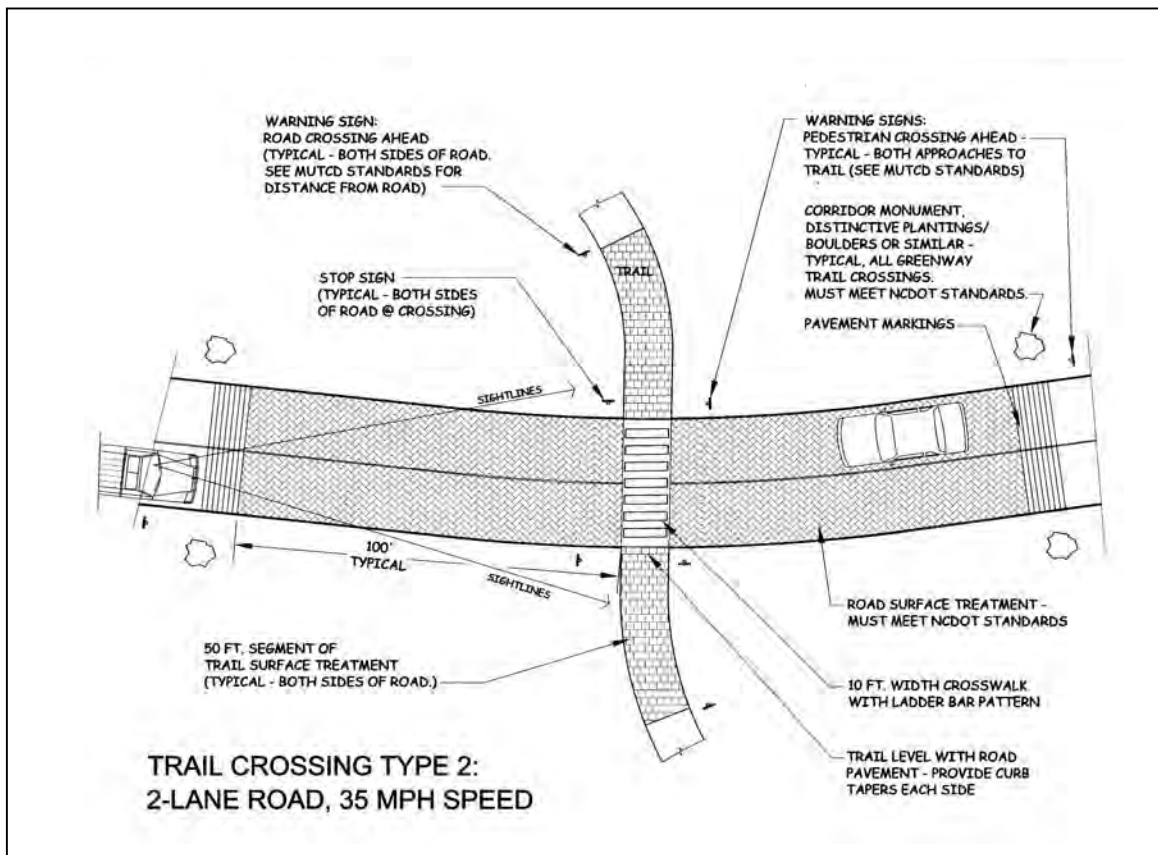 WARNING SIGN:
ROAD CROSSING AHEAD
(TYPICAL - BOTH SIDES OF ROAD.
SEE MUTCD STANDARDS FOR
DISTANCE FROM ROAD)
WARNING SIGNS:
PEDESTRIAN CROSSING AHEAD -
TYPICAL - BOTH APPROACHES TO
TRAIL (SEE MUTCD STANDARDS)
CORRIDOR MONUMENT,
DISTINCTIVE PLANTINGS/
BOULDERS OR SIMILAR -
TYPICAL, ALL GREENWAY
TRAIL CROSSINGS.
MUST MEET NCDOT STANDARDS.
PAVEMENT MARKINGS
TRAIL
STOP SIGN
(TYPICAL - BOTH SIDES
OF ROAD @ CROSSING)
SIGHTLINES
100'
TYPICAL
SIGHTLINES
50 FT. SEGMENT OF
TRAIL SURFACE TREATMENT
(TYPICAL - BOTH SIDES OF ROAD.)
ROAD SURFACE TREATMENT -
MUST MEET NCDOT STANDARDS
10 FT. WIDTH CROSSWALK
WITH LADDER BAR PATTERN
TRAIL LEVEL WITH ROAD
PAVEMENT - PROVIDE CURB
TAPERS EACH SIDE
TRAIL CROSSING TYPE 2:
2-LANE ROAD, 35 MPH SPEED